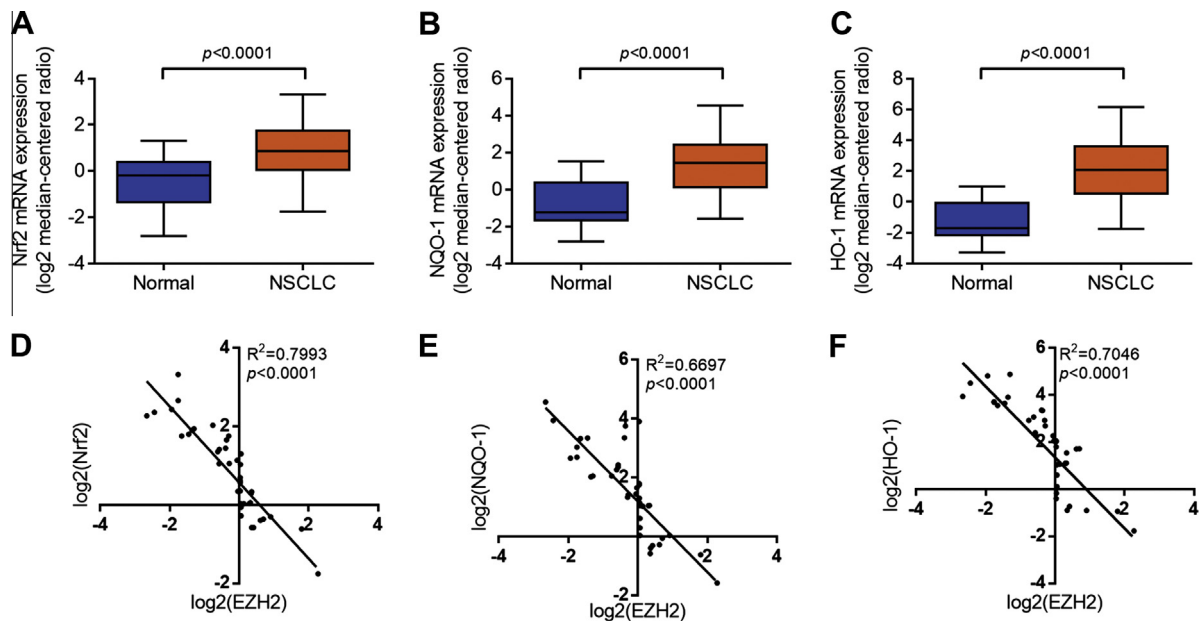 A
Nrf2 mRNA expression
(log2 median-centered radio)
p<0.0001
4
2
0
-2
-4
Normal
NSCLC
B
NQO-1 mRNA expression
(log2 median-centered radio)
p<0.0001
6
4
2
0
-2
-4
Normal
NSCLC
C
HO-1 mRNA expression
(log2 median-centered radio)
p<0.0001
8
6
4
2
0
-2
-4
Normal
NSCLC
D
log2(Nrf2)
R²=0.7993
p<0.0001
4
2
-2
-4
-2
2
4
log2(EZH2)
E
log2(NQO-1)
R²=0.6697
p<0.0001
6
4
2
-2
-4
-2
2
4
log2(EZH2)
F
log2(HO-1)
R²=0.7046
p<0.0001
6
4
2
-2
-4
-4
-2
2
4
log2(EZH2)